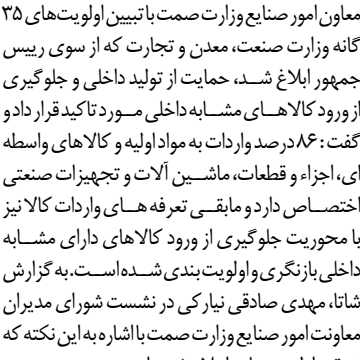 معاون امور صنایع وزارت صمت با تبیین اولویت‌های ۳۵
گانه وزارت صنعت، معدن و تجارت که از سوی رییس
جمهور ابلاغ شد، حمایت از تولید داخلی و جلوگیری
از ورود کالاهای مشابه داخلی مورد تاکید قرار داد و
گفت: ۸۶ درصد واردات به مواد اولیه و کالاهای واسطه
ای، اجزاء و قطعات، ماشین آلات و تجهیزات صنعتی
اختصاص دارد و مابقی تعرفه های واردات کالا نیز
با محوریت جلوگیری از ورود کالاهای دارای مشابه
داخلی بازنگری و اولویت بندی شده است. به گزارش
شاتا، مهدی صادقی نیارکی در نشست شورای مدیران
معاونت امور صنایع وزارت صمت با اشاره به این نکته که